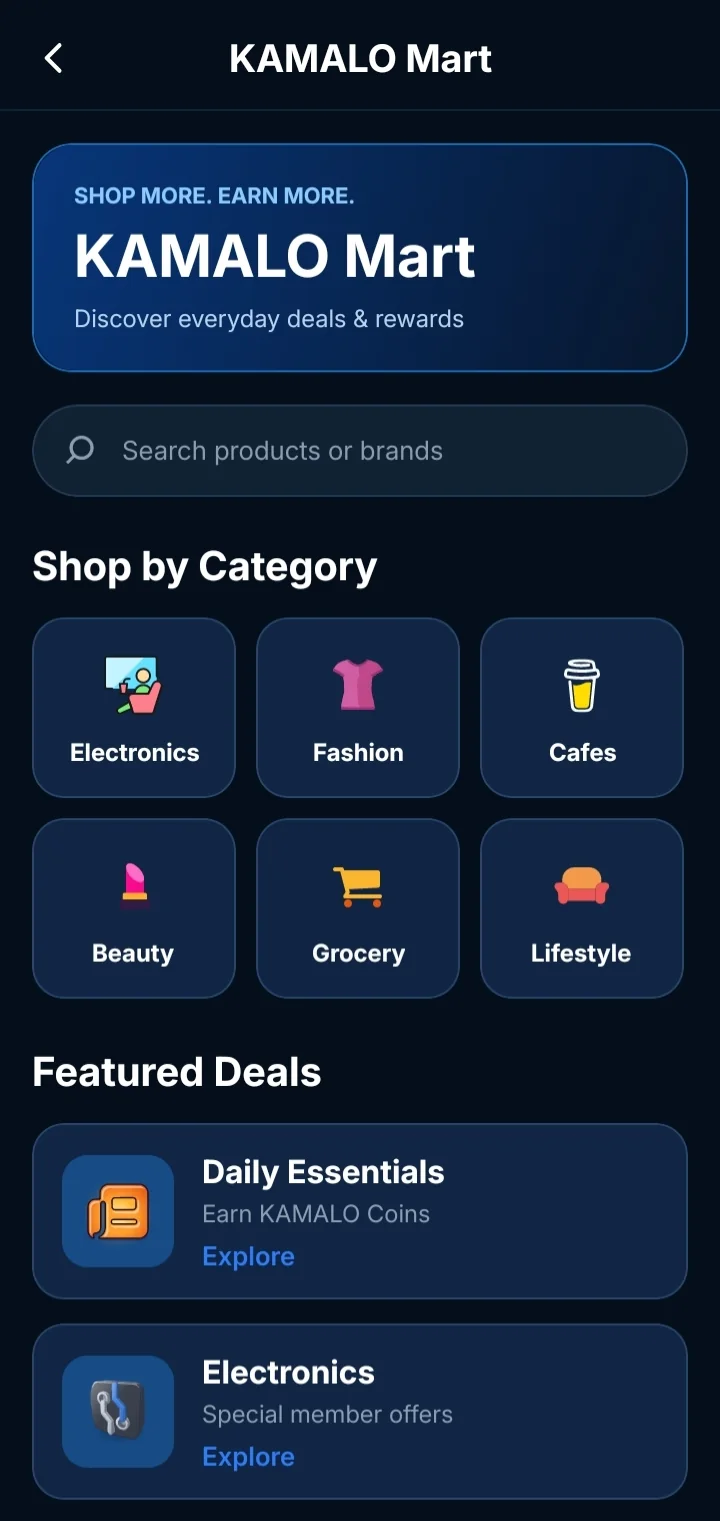 KAMALO Mart
SHOP MORE. EARN MORE.
KAMALO Mart
Discover everyday deals & rewards
Search products or brands
Shop by Category
Electronics
Fashion
Cafes
Beauty
Grocery
Lifestyle
Featured Deals
Daily Essentials
Earn KAMALO Coins
Explore
Electronics
Special member offers
Explore